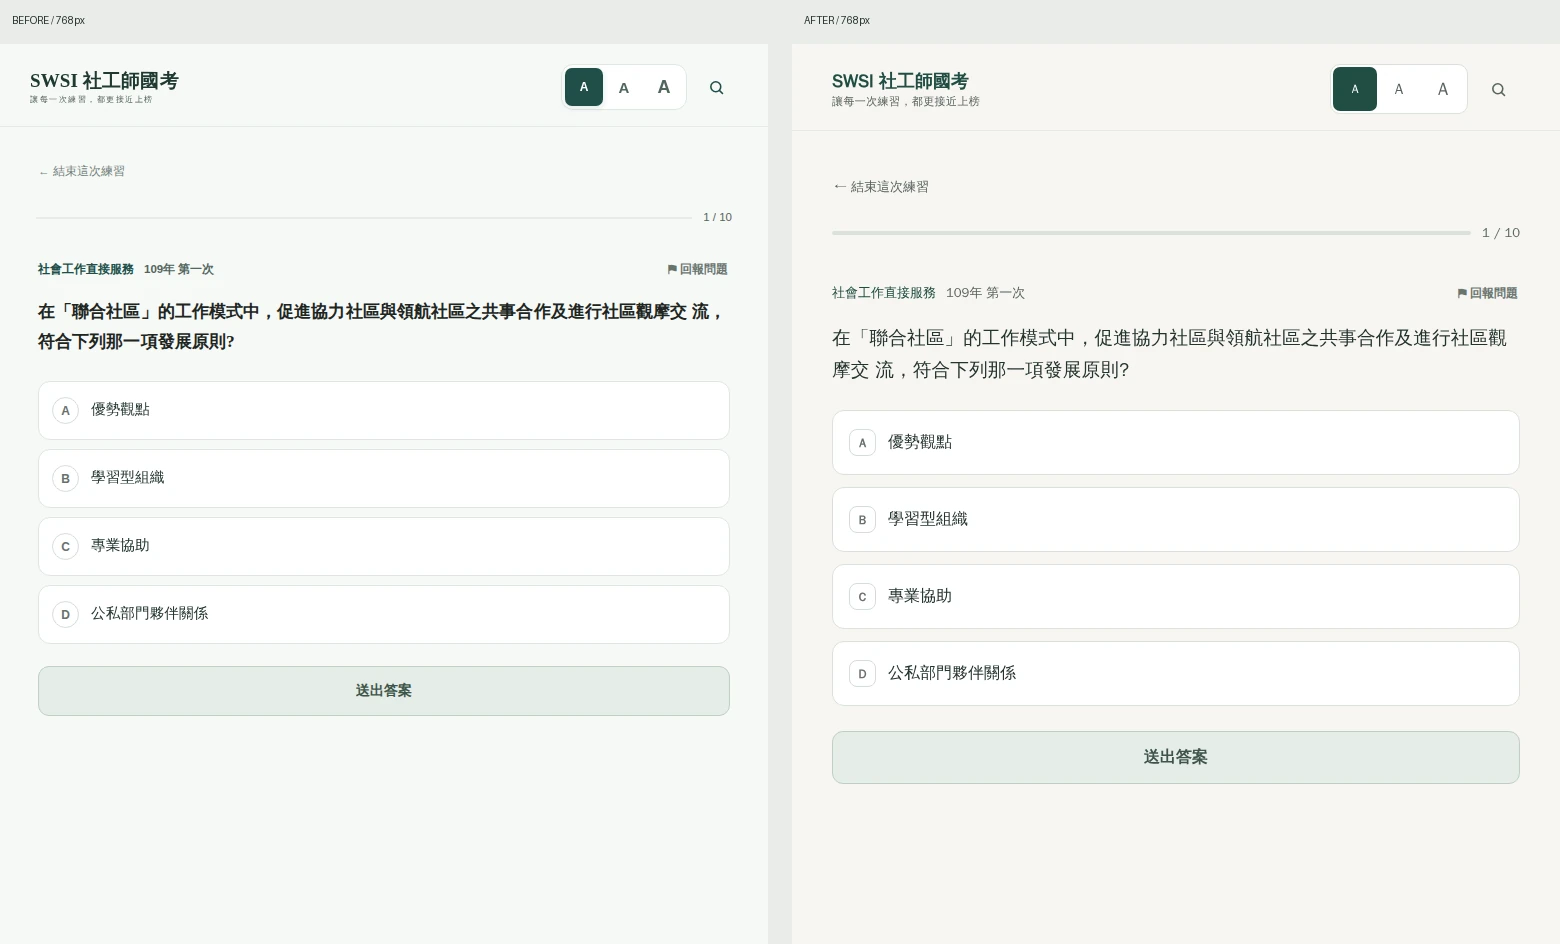 BEFORE / 768px
SWSI 社工師國考
讓每一次練習，都更接近上榜
A A A
← 結束這次練習
1 / 10
社會工作直接服務 109年 第一次 回報問題
在「聯合社區」的工作模式中，促進協力社區與領航社區之共事合作及進行社區觀摩交 流，
符合下列那一項發展原則?
A 優勢觀點
B 學習型組織
C 專業協助
D 公私部門夥伴關係
送出答案
AFTER / 768px
SWSI 社工師國考
讓每一次練習，都更接近上榜
A A A
← 結束這次練習
1 / 10
社會工作直接服務 109年 第一次 回報問題
在「聯合社區」的工作模式中，促進協力社區與領航社區之共事合作及進行社區觀
摩交 流，符合下列那一項發展原則?
A 優勢觀點
B 學習型組織
C 專業協助
D 公私部門夥伴關係
送出答案